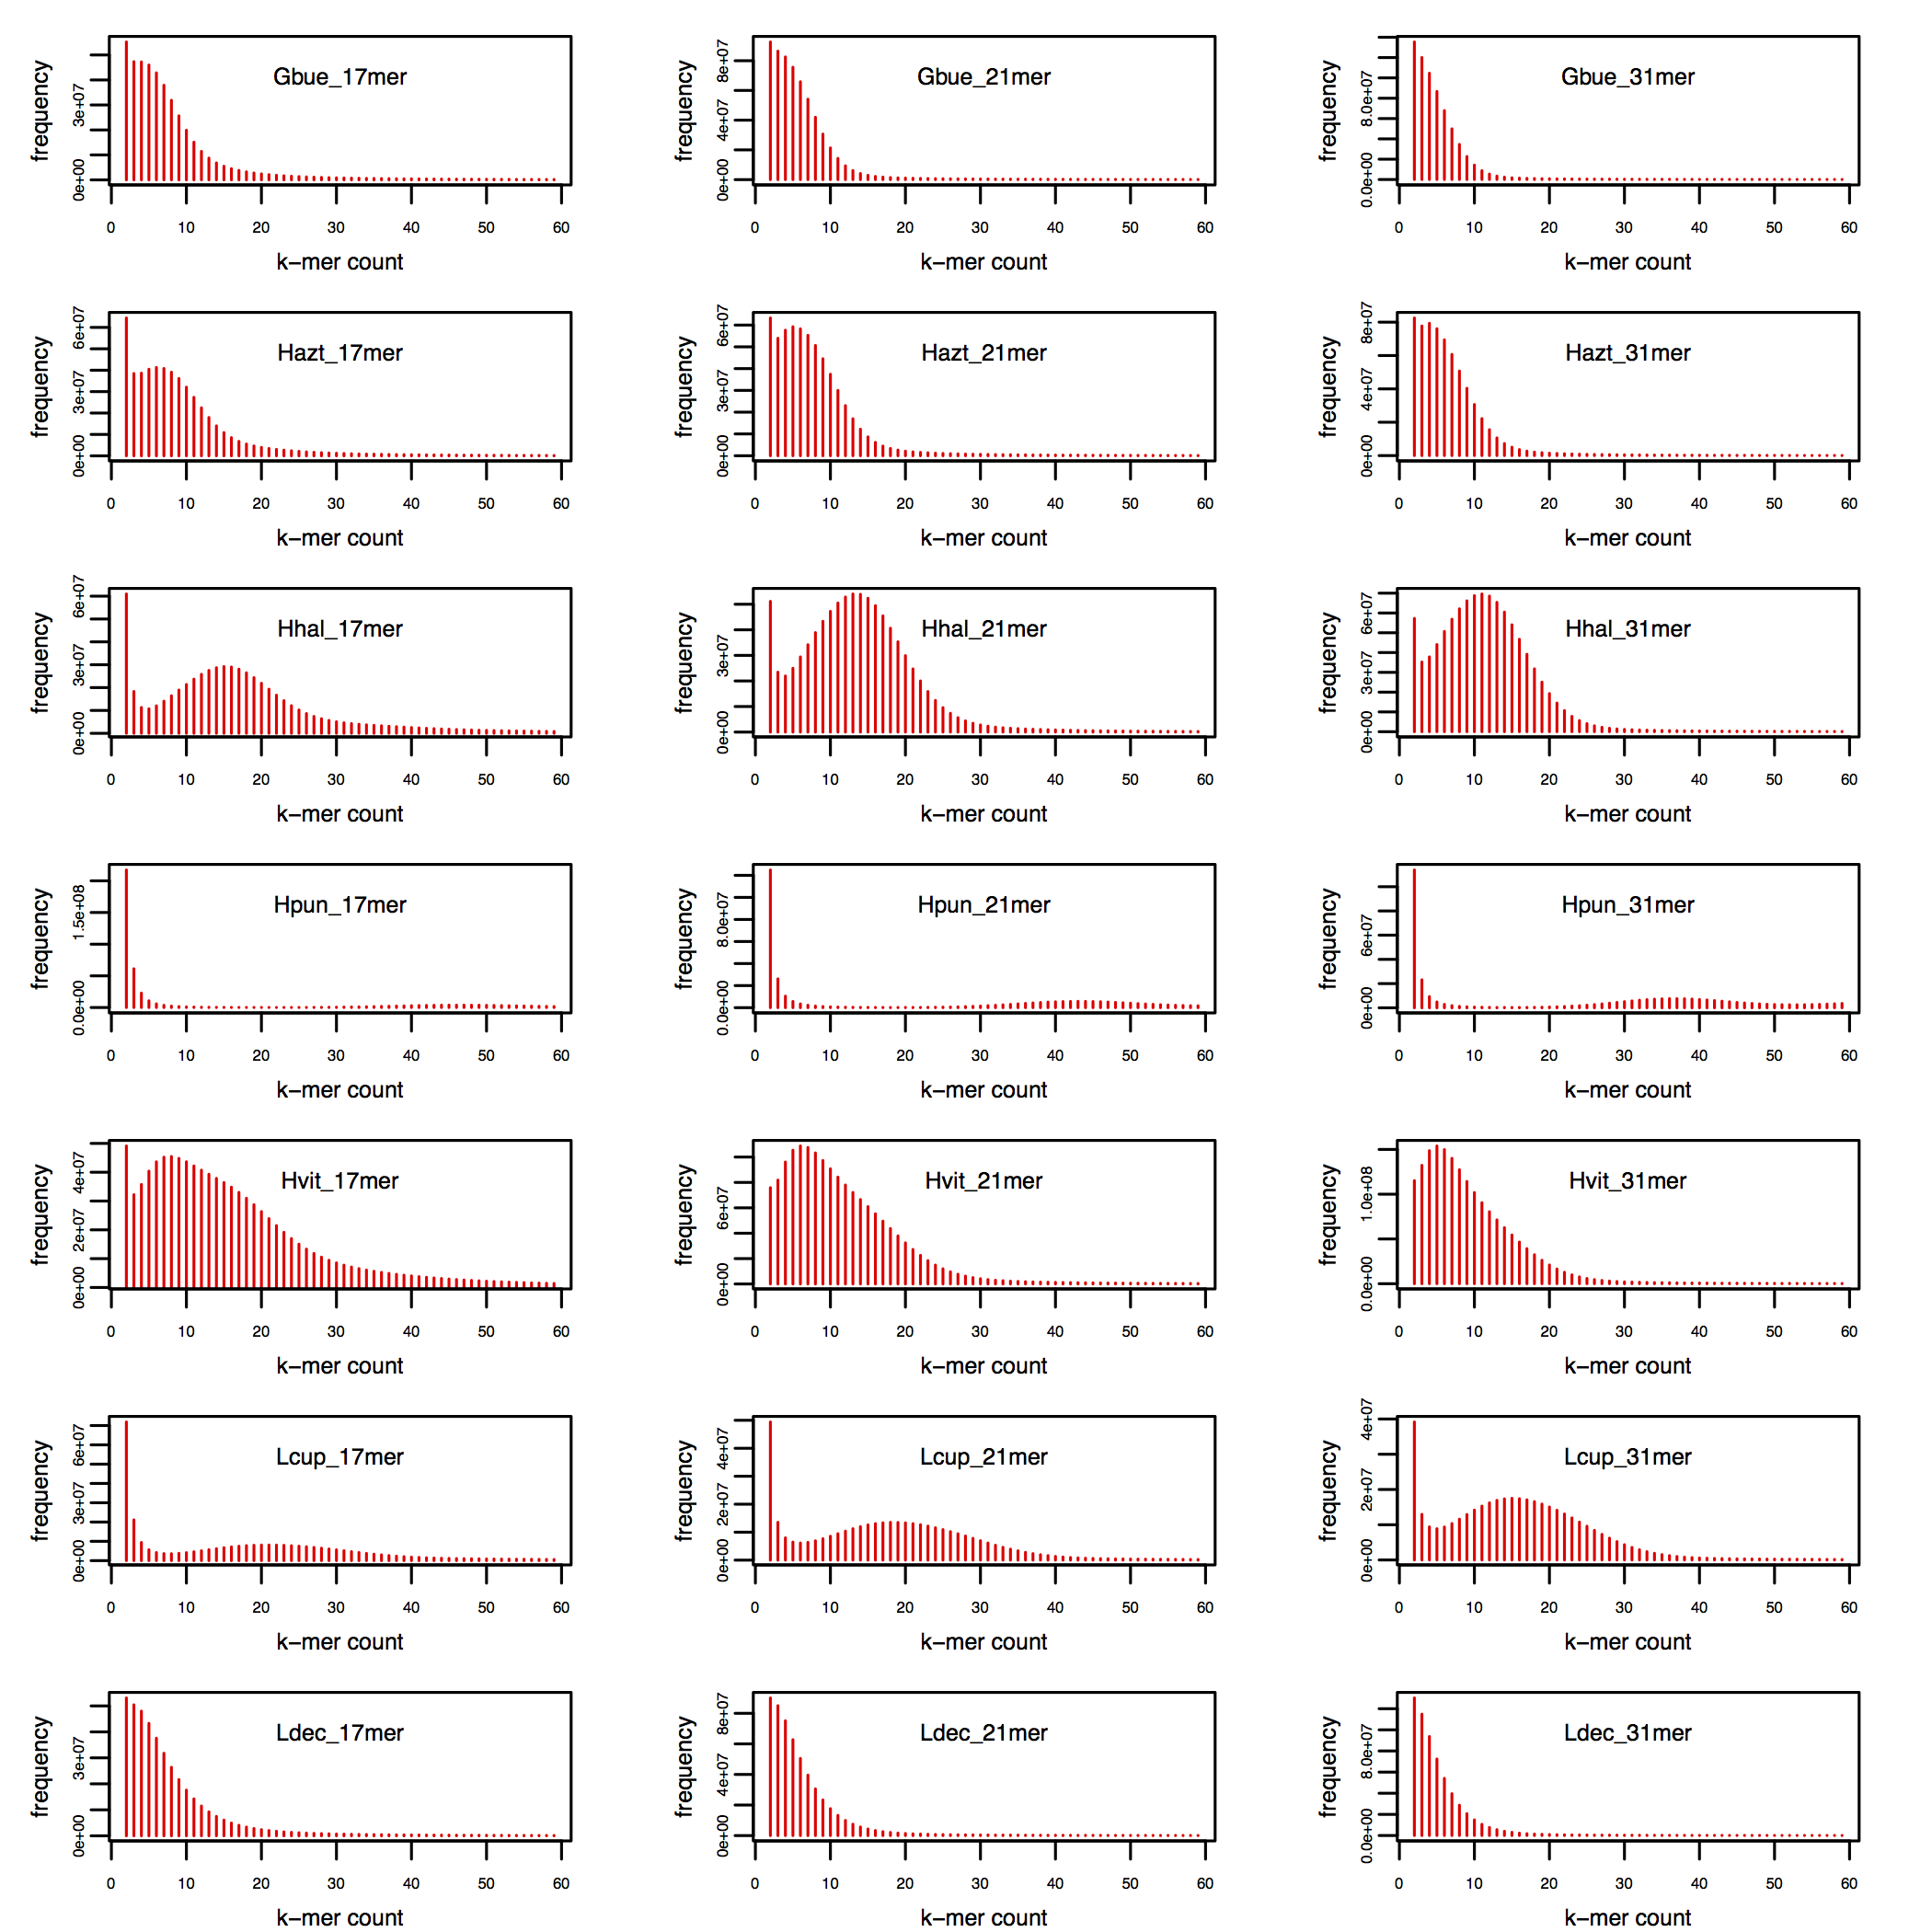 Gbue_17mer
frequency
0e+00 3e+07
0 10 20 30 40 50 60
k-mer count
Gbue_21mer
frequency
0e+00 4e+07 8e+07
0 10 20 30 40 50 60
k-mer count
Gbue_31mer
frequency
0.0e+00 8.0e+07
0 10 20 30 40 50 60
k-mer count
Hazt_17mer
frequency
0e+00 3e+07 6e+07
0 10 20 30 40 50 60
k-mer count
Hazt_21mer
frequency
0e+00 3e+07 6e+07
0 10 20 30 40 50 60
k-mer count
Hazt_31mer
frequency
0e+00 4e+07 8e+07
0 10 20 30 40 50 60
k-mer count
Hhal_17mer
frequency
0e+00 3e+07 6e+07
0 10 20 30 40 50 60
k-mer count
Hhal_21mer
frequency
0e+00 3e+07
0 10 20 30 40 50 60
k-mer count
Hhal_31mer
frequency
0e+00 3e+07 6e+07
0 10 20 30 40 50 60
k-mer count
Hpun_17mer
frequency
0.0e+00 1.5e+08
0 10 20 30 40 50 60
k-mer count
Hpun_21mer
frequency
0.0e+00 8.0e+07
0 10 20 30 40 50 60
k-mer count
Hpun_31mer
frequency
0e+00 6e+07
0 10 20 30 40 50 60
k-mer count
Hvit_17mer
frequency
0e+00 2e+07 4e+07
0 10 20 30 40 50 60
k-mer count
Hvit_21mer
frequency
0e+00 6e+07
0 10 20 30 40 50 60
k-mer count
Hvit_31mer
frequency
0.0e+00 1.0e+08
0 10 20 30 40 50 60
k-mer count
Lcup_17mer
frequency
0e+00 3e+07 6e+07
0 10 20 30 40 50 60
k-mer count
Lcup_21mer
frequency
0e+00 2e+07 4e+07
0 10 20 30 40 50 60
k-mer count
Lcup_31mer
frequency
0e+00 2e+07 4e+07
0 10 20 30 40 50 60
k-mer count
Ldec_17mer
frequency
0e+00 3e+07
0 10 20 30 40 50 60
k-mer count
Ldec_21mer
frequency
0e+00 4e+07 8e+07
0 10 20 30 40 50 60
k-mer count
Ldec_31mer
frequency
0.0e+00 8.0e+07
0 10 20 30 40 50 60
k-mer count